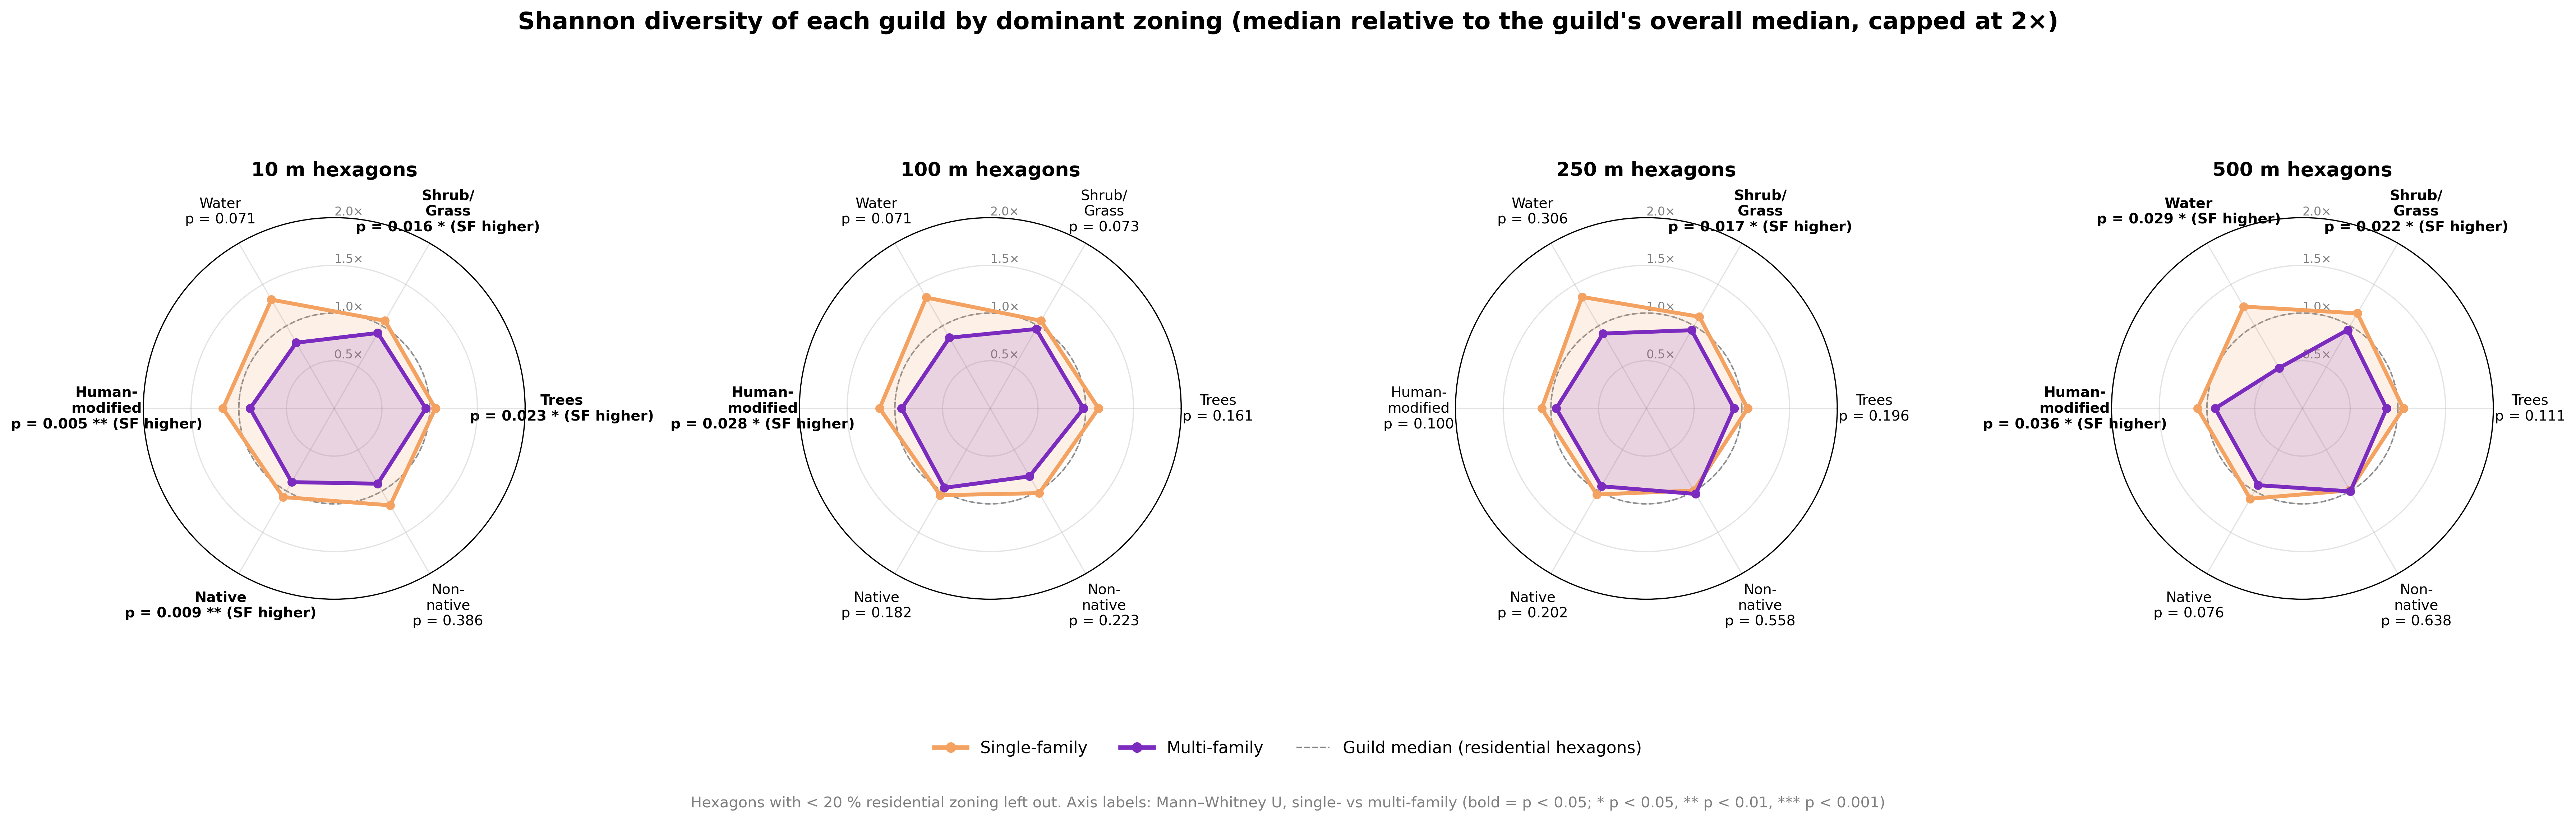 Shannon diversity of each guild by dominant zoning (median relative to the guild's overall median, capped at 2×)
10 m hexagons
Water
p = 0.071
Shrub/
Grass
p = 0.016 * (SF higher)
2.0×
1.5×
1.0×
0.5×
Human-
modified
p = 0.005 ** (SF higher)
Trees
p = 0.023 * (SF higher)
Native
p = 0.009 ** (SF higher)
Non-
native
p = 0.386
100 m hexagons
Water
p = 0.071
Shrub/
Grass
p = 0.073
2.0×
1.5×
1.0×
0.5×
Human-
modified
p = 0.028 * (SF higher)
Trees
p = 0.161
Native
p = 0.182
Non-
native
p = 0.223
250 m hexagons
Water
p = 0.306
Shrub/
Grass
p = 0.017 * (SF higher)
2.0×
1.5×
1.0×
0.5×
Human-
modified
p = 0.100
Trees
p = 0.196
Native
p = 0.202
Non-
native
p = 0.558
500 m hexagons
Water
p = 0.029 * (SF higher)
Shrub/
Grass
p = 0.022 * (SF higher)
2.0×
1.5×
1.0×
0.5×
Human-
modified
p = 0.036 * (SF higher)
Trees
p = 0.111
Native
p = 0.076
Non-
native
p = 0.638
Single-family
Multi-family
Guild median (residential hexagons)
Hexagons with < 20 % residential zoning left out. Axis labels: Mann–Whitney U, single- vs multi-family (bold = p < 0.05; * p < 0.05, ** p < 0.01, *** p < 0.001)